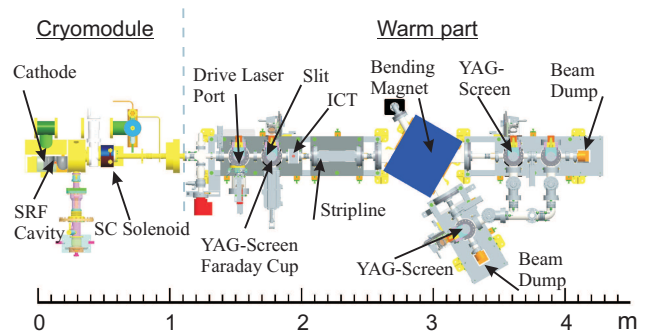 Cryomodule
Warm part
Cathode
Drive Laser
Port
Slit
ICT
Bending
Magnet
YAG-
Screen
Beam
Dump
SRF
Cavity
SC Solenoid
YAG-Screen
Faraday Cup
Stripline
YAG-Screen
Beam
Dump
0 1 2 3 4 m